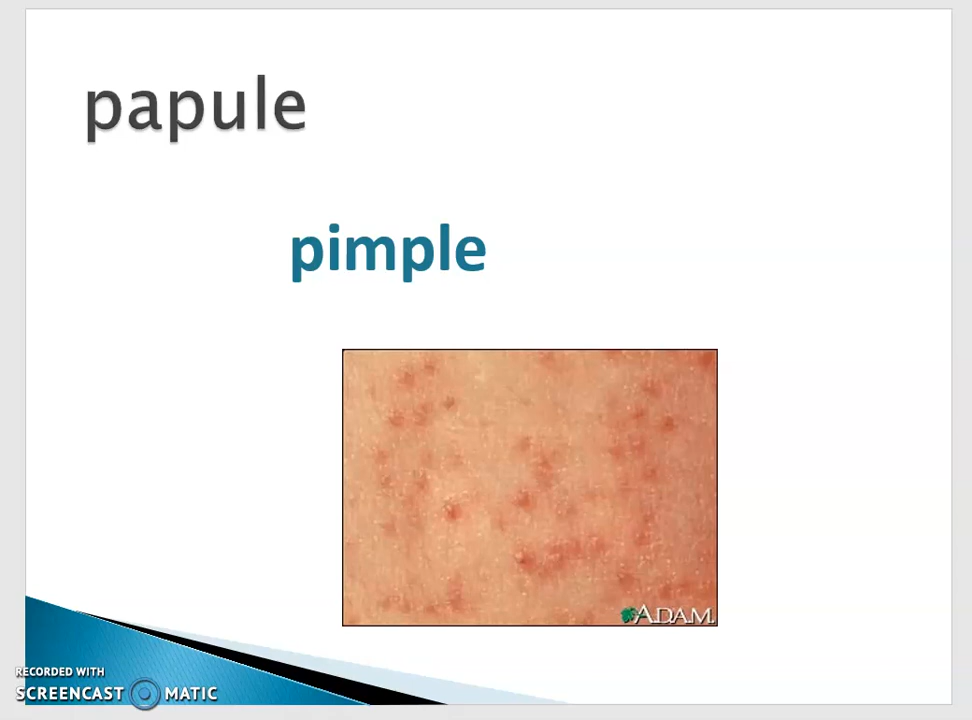 papule
pimple
A.D.A.M.
RECORDED WITH
SCREENCAST MATIC